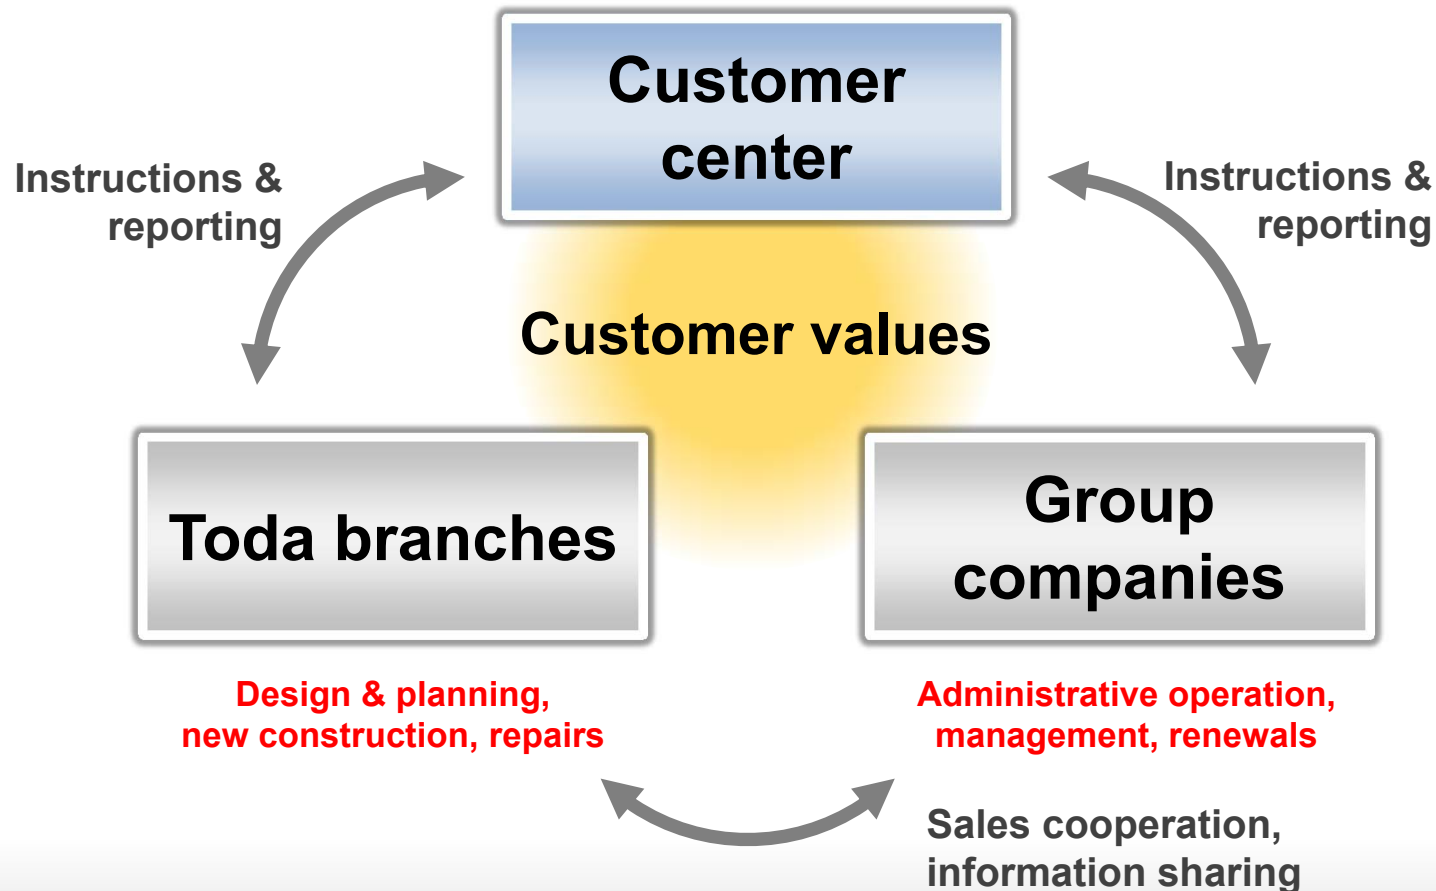 Customer
center
Instructions &
reporting
Instructions &
reporting
Customer values
Toda branches
Group
companies
Design & planning,
new construction, repairs
Administrative operation,
management, renewals
Sales cooperation,
information sharing